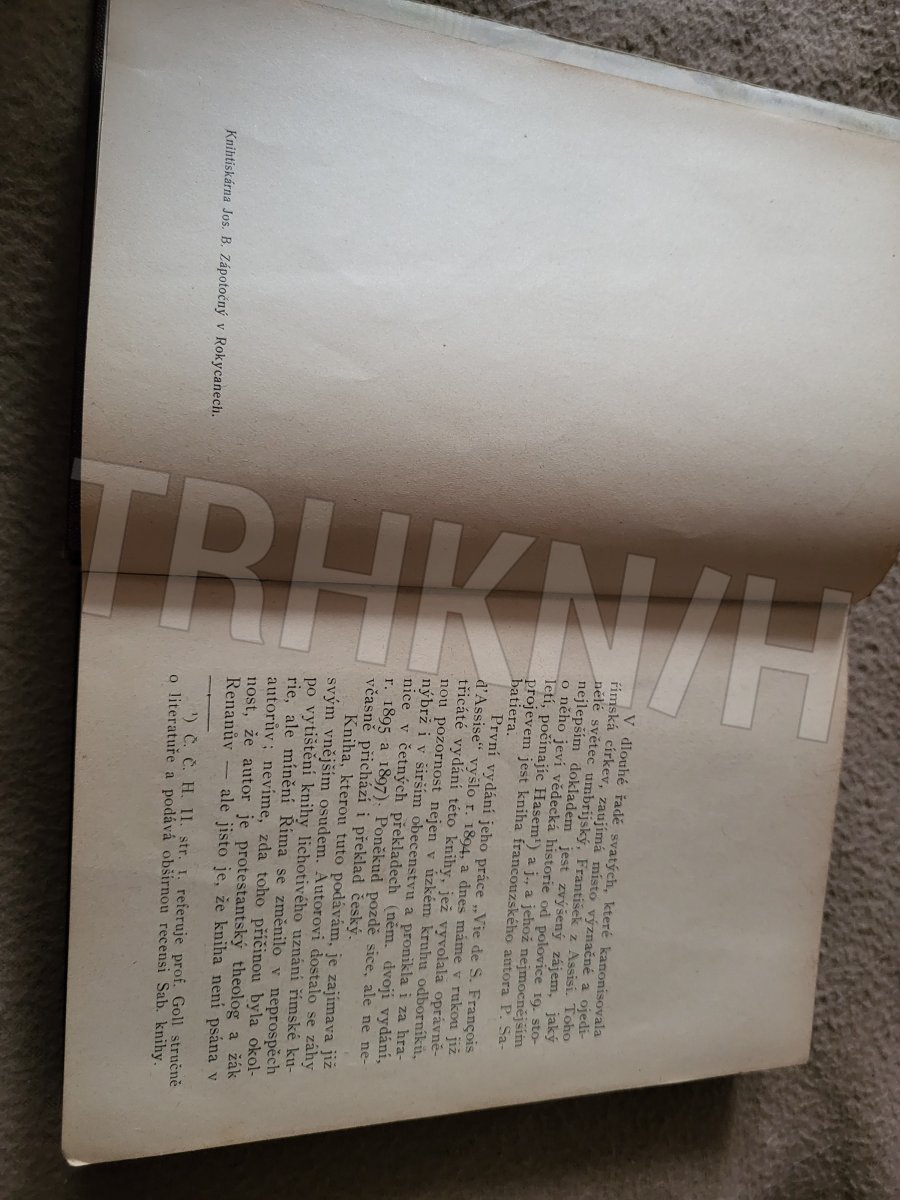 Knihtiskárna Jos. B. Zápotočný v Rokycanech.
TRHKN/H
V dlouhé řadě svatých, které kanonisovala
římská církev, zaujímá místo význačné a ojedi-
nělé světec umbrijský, František z Assisi. Toho
nejlepším dokladem jest zvýšený zájem, jaký
o něho jeví vědecká historie od polovice 19. sto-
letí, počínajíc Hasem¹) a j., a jehož nejmocnějším
projevem jest kniha francouzského autora P. Sa-
batiera.
První vydání jeho práce „Vie de S. François
d'Assise“ vyšlo r. 1894, a dnes máme v rukou již
třicáté vydání této knihy, jež vyvolala oprávně-
nou pozornost nejen v úzkém kruhu odborníků,
nýbrž i v širším obecenstvu a pronikla i za hra-
nice v četných překladech (něm. dvojí vydání,
r. 1895 a 1897). Poněkud pozdě sice, ale ne ne-
včasně přichází i překlad český.
Kniha, kterou tuto podávám, je zajímava již
svým vnějším osudem. Autorovi dostalo se záhy
po vytištění knihy lichotivého uznání římské ku-
rie, ale mínění Říma se změnilo v neprospěch
autorův; nevíme, zda toho příčinou byla okol-
nost, že autor je protestantský theolog a žák
Renanův — ale jisto je, že kniha není psána v
¹) Č. Č. H. II. str. 1. referuje prof. Goll stručně
o literatuře a podává obšírnou recensi Sab. knihy.